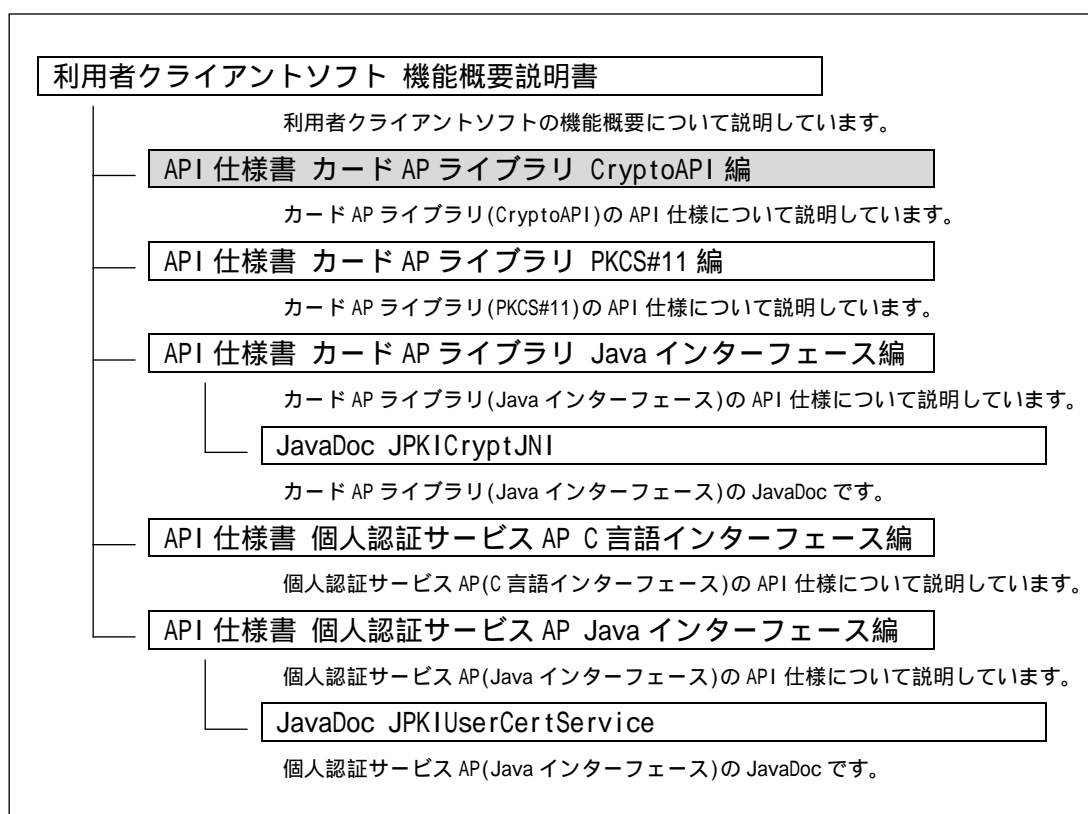 利用者クライアントソフト 機能概要説明書
利用者クライアントソフトの機能概要について説明しています。
API 仕様書 カード AP ライブラリ CryptoAPI 編
カード AP ライブラリ(CryptoAPI)の API 仕様について説明しています。
API 仕様書 カード AP ライブラリ PKCS#11 編
カード AP ライブラリ(PKCS#11)の API 仕様について説明しています。
API 仕様書 カード AP ライブラリ Java インターフェース編
カード AP ライブラリ(Java インターフェース)の API 仕様について説明しています。
JavaDoc JPKICryptJNI
カード AP ライブラリ(Java インターフェース)の JavaDoc です。
API 仕様書 個人認証サービス AP C 言語インターフェース編
個人認証サービス AP(C 言語インターフェース)の API 仕様について説明しています。
API 仕様書 個人認証サービス AP Java インターフェース編
個人認証サービス AP(Java インターフェース)の API 仕様について説明しています。
JavaDoc JPKIUserCertService
個人認証サービス AP(Java インターフェース)の JavaDoc です。